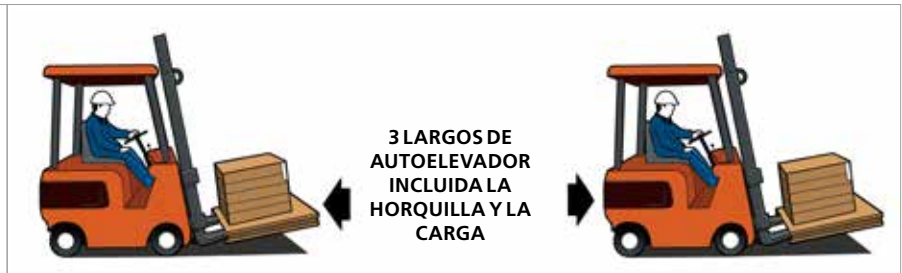 3 LARGOS DE
AUTOELEVADOR
INCLUIDA LA
HORQUILLA Y LA
CARGA